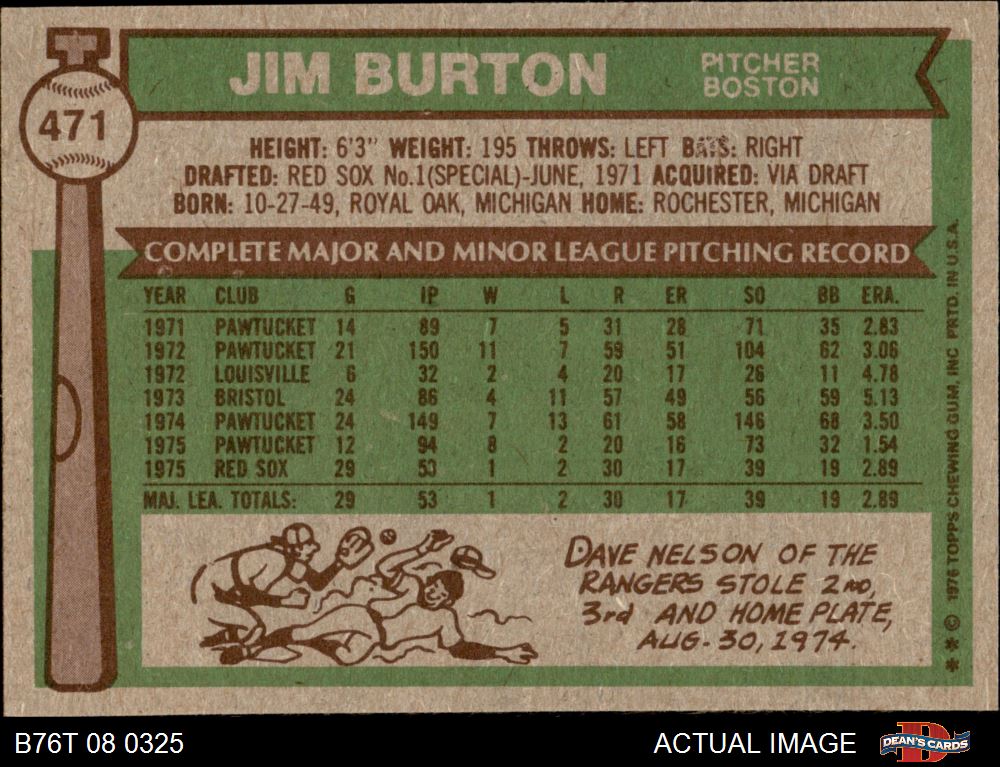 471
JIM BURTON
PITCHER
BOSTON
HEIGHT: 6'3" WEIGHT: 195 THROWS: LEFT BATS: RIGHT
DRAFTED: RED SOX No.1(SPECIAL)-JUNE, 1971 ACQUIRED: VIA DRAFT
BORN: 10-27-49, ROYAL OAK, MICHIGAN HOME: ROCHESTER, MICHIGAN
COMPLETE MAJOR AND MINOR LEAGUE PITCHING RECORD
YEAR CLUB G IP W L R ER SO BB ERA.
1971 PAWTUCKET 14 89 7 5 31 28 71 35 2.83
1972 PAWTUCKET 21 150 11 7 59 51 104 62 3.06
1972 LOUISVILLE 6 32 2 4 20 17 26 11 4.78
1973 BRISTOL 24 86 4 11 57 49 56 59 5.13
1974 PAWTUCKET 24 149 7 13 61 58 146 68 3.50
1975 PAWTUCKET 12 94 8 2 20 16 73 32 1.54
1975 RED SOX 29 53 1 2 30 17 39 19 2.89
MAJ. LEA. TOTALS: 29 53 1 2 30 17 39 19 2.89
DAVE NELSON OF THE
RANGERS STOLE 2ND,
3rd AND HOME PLATE,
AUG. 30, 1974.
** © 1976 TOPPS CHEWING GUM, INC PRTD. IN U.S.A.
B76T 08 0325
ACTUAL IMAGE
DEAN'S CARDS